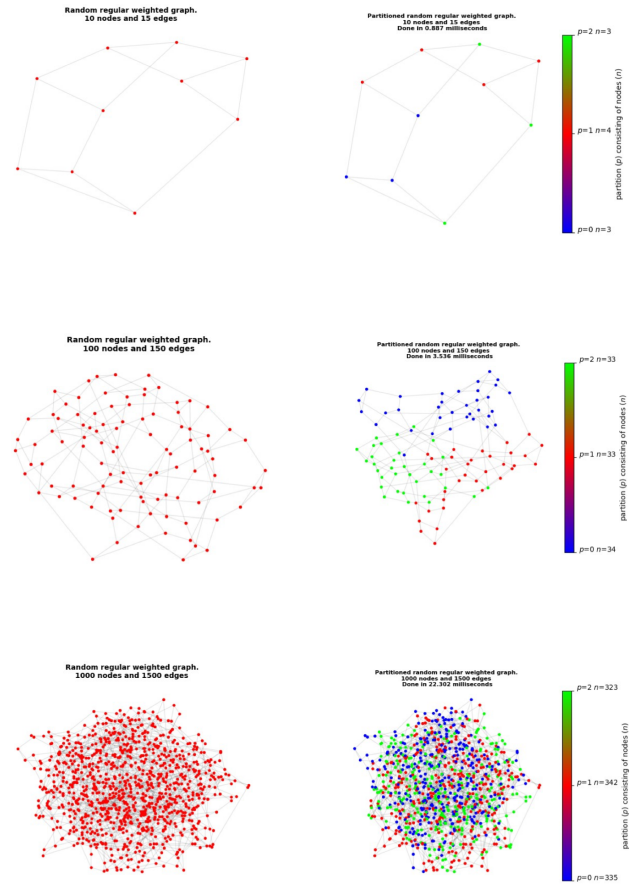 Random regular weighted graph.
10 nodes and 15 edges
Partitioned random regular weighted graph.
10 nodes and 15 edges
Done in 0.887 milliseconds
p=2 n=3
p=1 n=4
p=0 n=3
partition (p) consisting of nodes (n)
Random regular weighted graph.
100 nodes and 150 edges
Partitioned random regular weighted graph.
100 nodes and 150 edges
Done in 3.536 milliseconds
p=2 n=33
p=1 n=33
p=0 n=34
partition (p) consisting of nodes (n)
Random regular weighted graph.
1000 nodes and 1500 edges
Partitioned random regular weighted graph.
1000 nodes and 1500 edges
Done in 22.302 milliseconds
p=2 n=323
p=1 n=342
p=0 n=335
partition (p) consisting of nodes (n)